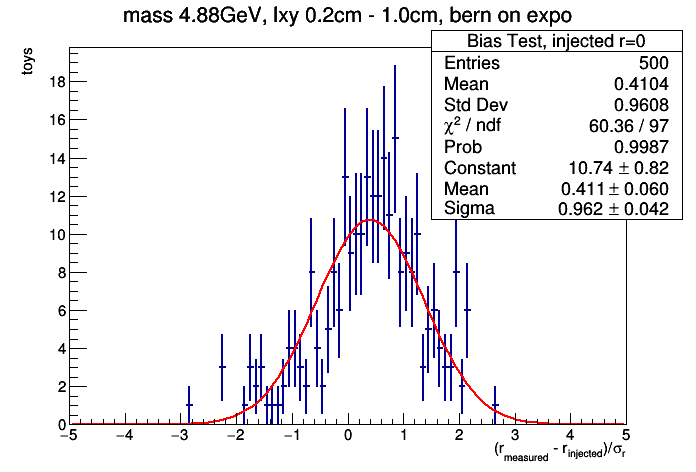 mass 4.88GeV, lxy 0.2cm - 1.0cm, bern on expo
Bias Test, injected r=0
Entries 500
Mean 0.4104
Std Dev 0.9608
χ² / ndf 60.36 / 97
Prob 0.9987
Constant 10.74 ± 0.82
Mean 0.411 ± 0.060
Sigma 0.962 ± 0.042
toys
18
16
14
12
10
8
6
4
2
0
−5 −4 −3 −2 −1 0 1 2 3 4 5
(r_measured - r_injected)/σ_r